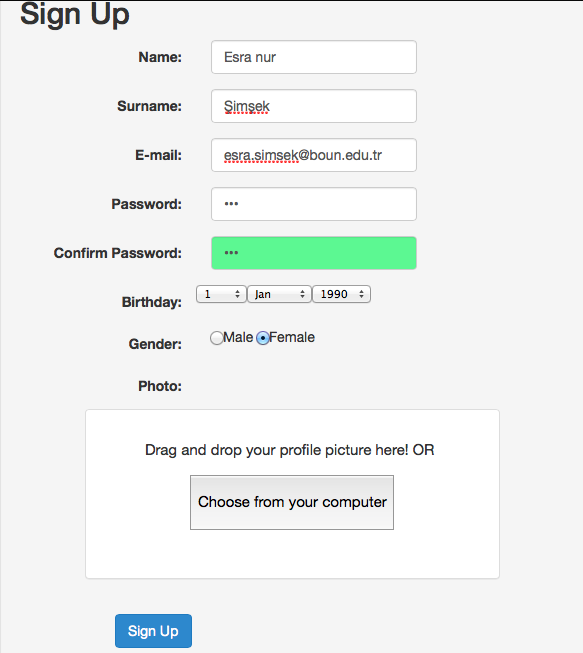 Sign Up
Name: Esra nur
Surname: Simşek
E-mail: esra.simsek@boun.edu.tr
Password: •••
Confirm Password: •••
Birthday: 1 Jan 1990
Gender: Male Female
Photo:
Drag and drop your profile picture here! OR
Choose from your computer
Sign Up